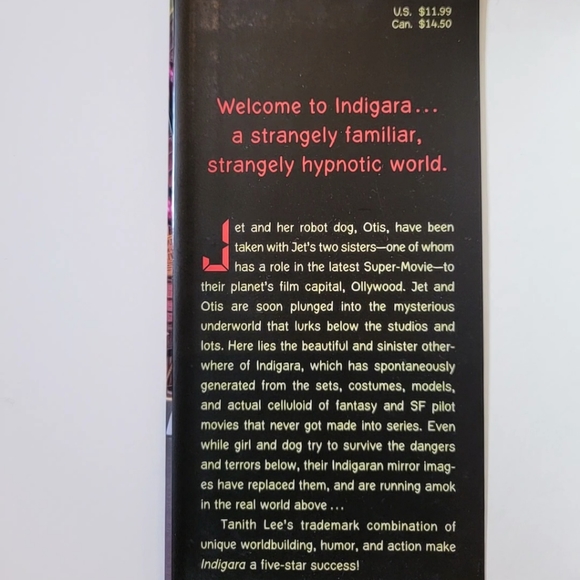 U.S. $11.99
Can. $14.50
Welcome to Indigara...
a strangely familiar,
strangely hypnotic world.
Jet and her robot dog, Otis, have been
taken with Jet's two sisters—one of whom
has a role in the latest Super-Movie—to
their planet's film capital, Ollywood. Jet and
Otis are soon plunged into the mysterious
underworld that lurks below the studios and
lots. Here lies the beautiful and sinister other-
where of Indigara, which has spontaneously
generated from the sets, costumes, models,
and actual celluloid of fantasy and SF pilot
movies that never got made into series. Even
while girl and dog try to survive the dangers
and terrors below, their Indigaran mirror imag-
es have replaced them, and are running amok
in the real world above...
Tanith Lee's trademark combination of
unique worldbuilding, humor, and action make
Indigara a five-star success!